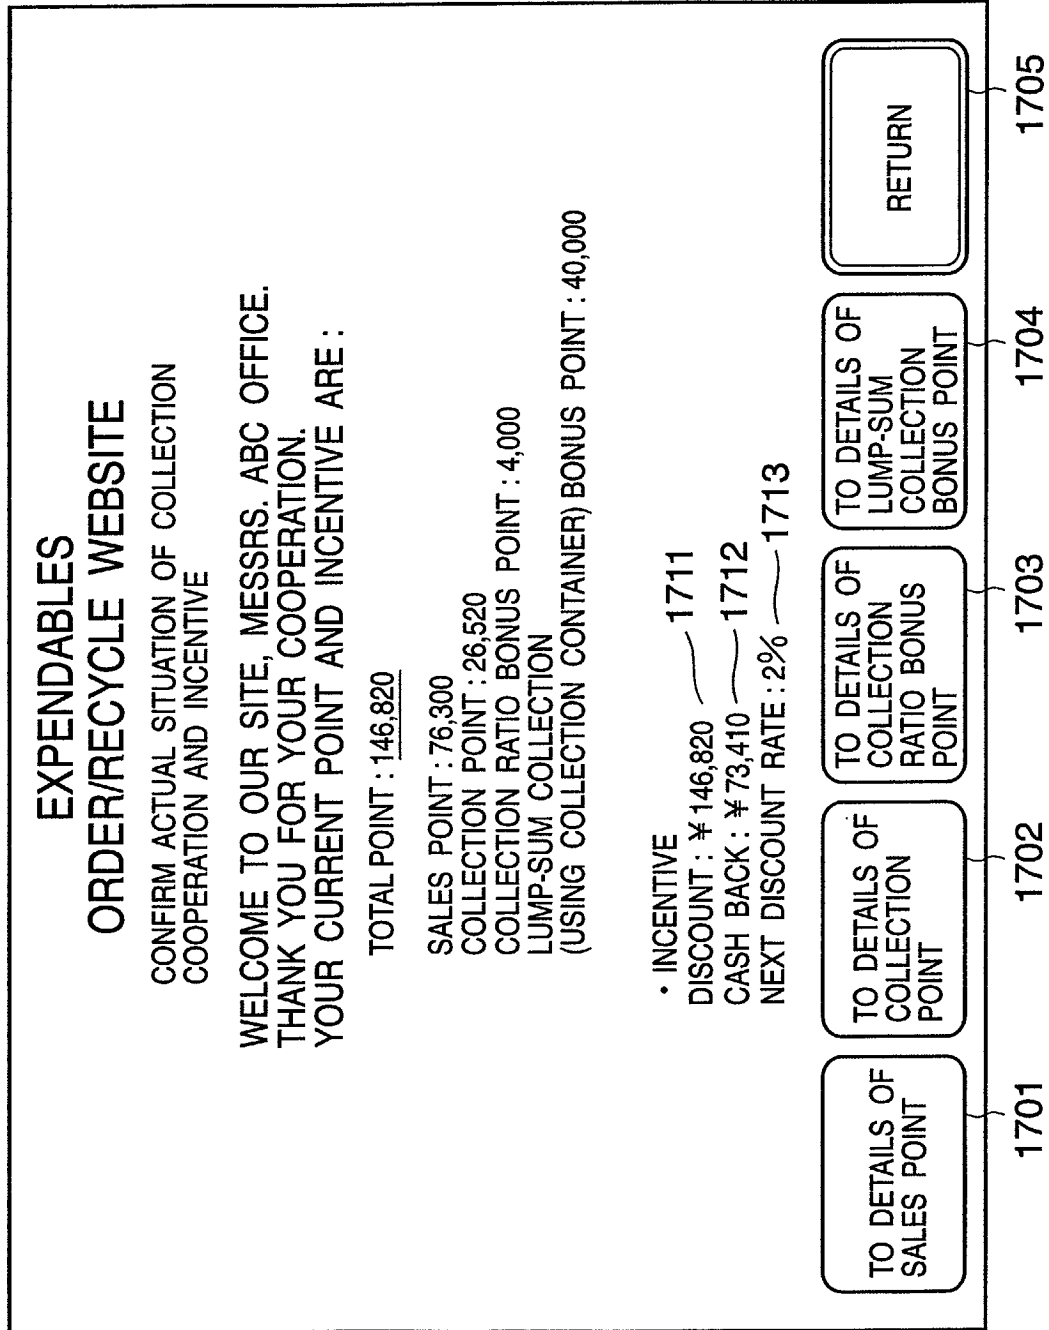 EXPENDABLES
ORDER/RECYCLE WEBSITE
CONFIRM ACTUAL SITUATION OF COLLECTION
COOPERATION AND INCENTIVE
WELCOME TO OUR SITE, MESSRS. ABC OFFICE.
THANK YOU FOR YOUR COOPERATION.
YOUR CURRENT POINT AND INCENTIVE ARE :
TOTAL POINT : 146,820
SALES POINT : 76,300
COLLECTION POINT : 26,520
COLLECTION RATIO BONUS POINT : 4,000
LUMP-SUM COLLECTION
(USING COLLECTION CONTAINER) BONUS POINT : 40,000
• INCENTIVE
DISCOUNT : ¥ 146,820 1711
CASH BACK : ¥ 73,410 1712
NEXT DISCOUNT RATE : 2% 1713
TO DETAILS OF
SALES POINT
TO DETAILS OF
COLLECTION
POINT
TO DETAILS OF
COLLECTION
RATIO BONUS
POINT
TO DETAILS OF
LUMP-SUM
COLLECTION
BONUS POINT
RETURN
1701
1702
1703
1704
1705